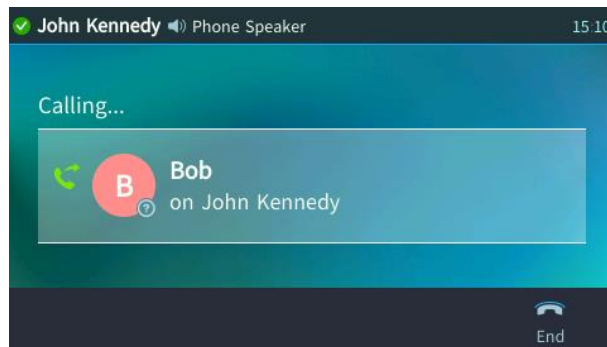 John Kennedy Phone Speaker 15:10
Calling...
B
Bob
?
on John Kennedy
End